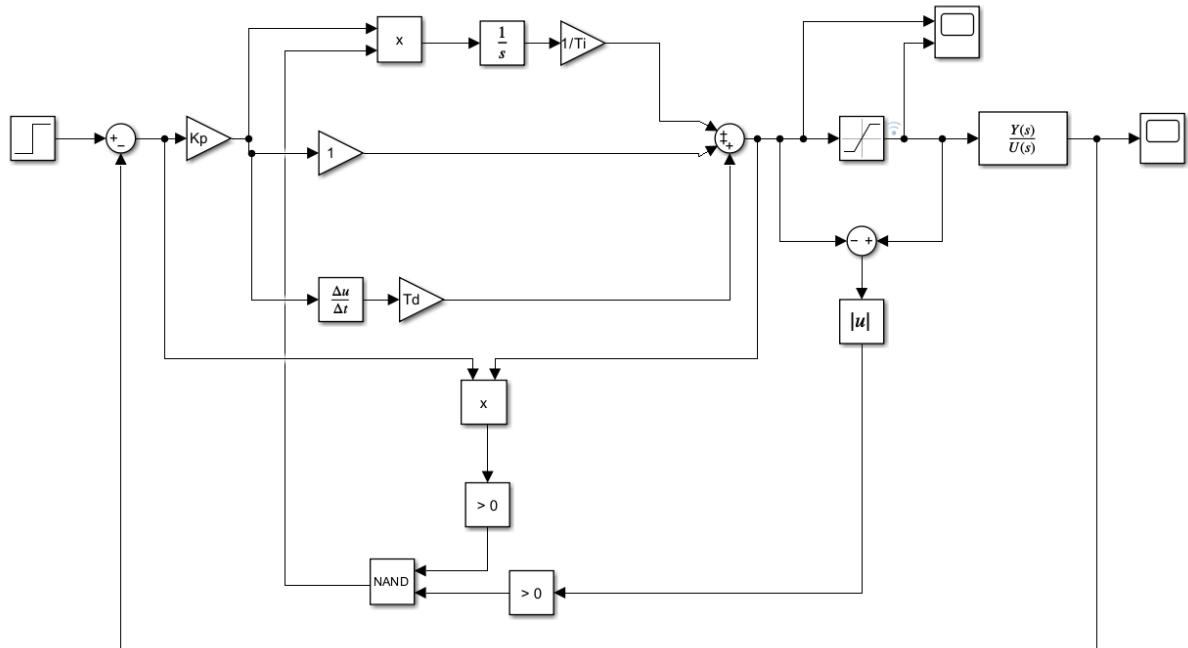 x
1
s
1/Ti
+
−
Kp
1
+
+
+
Y(s)
U(s)
− +
Δu
Δt
Td
|u|
x
> 0
NAND
> 0